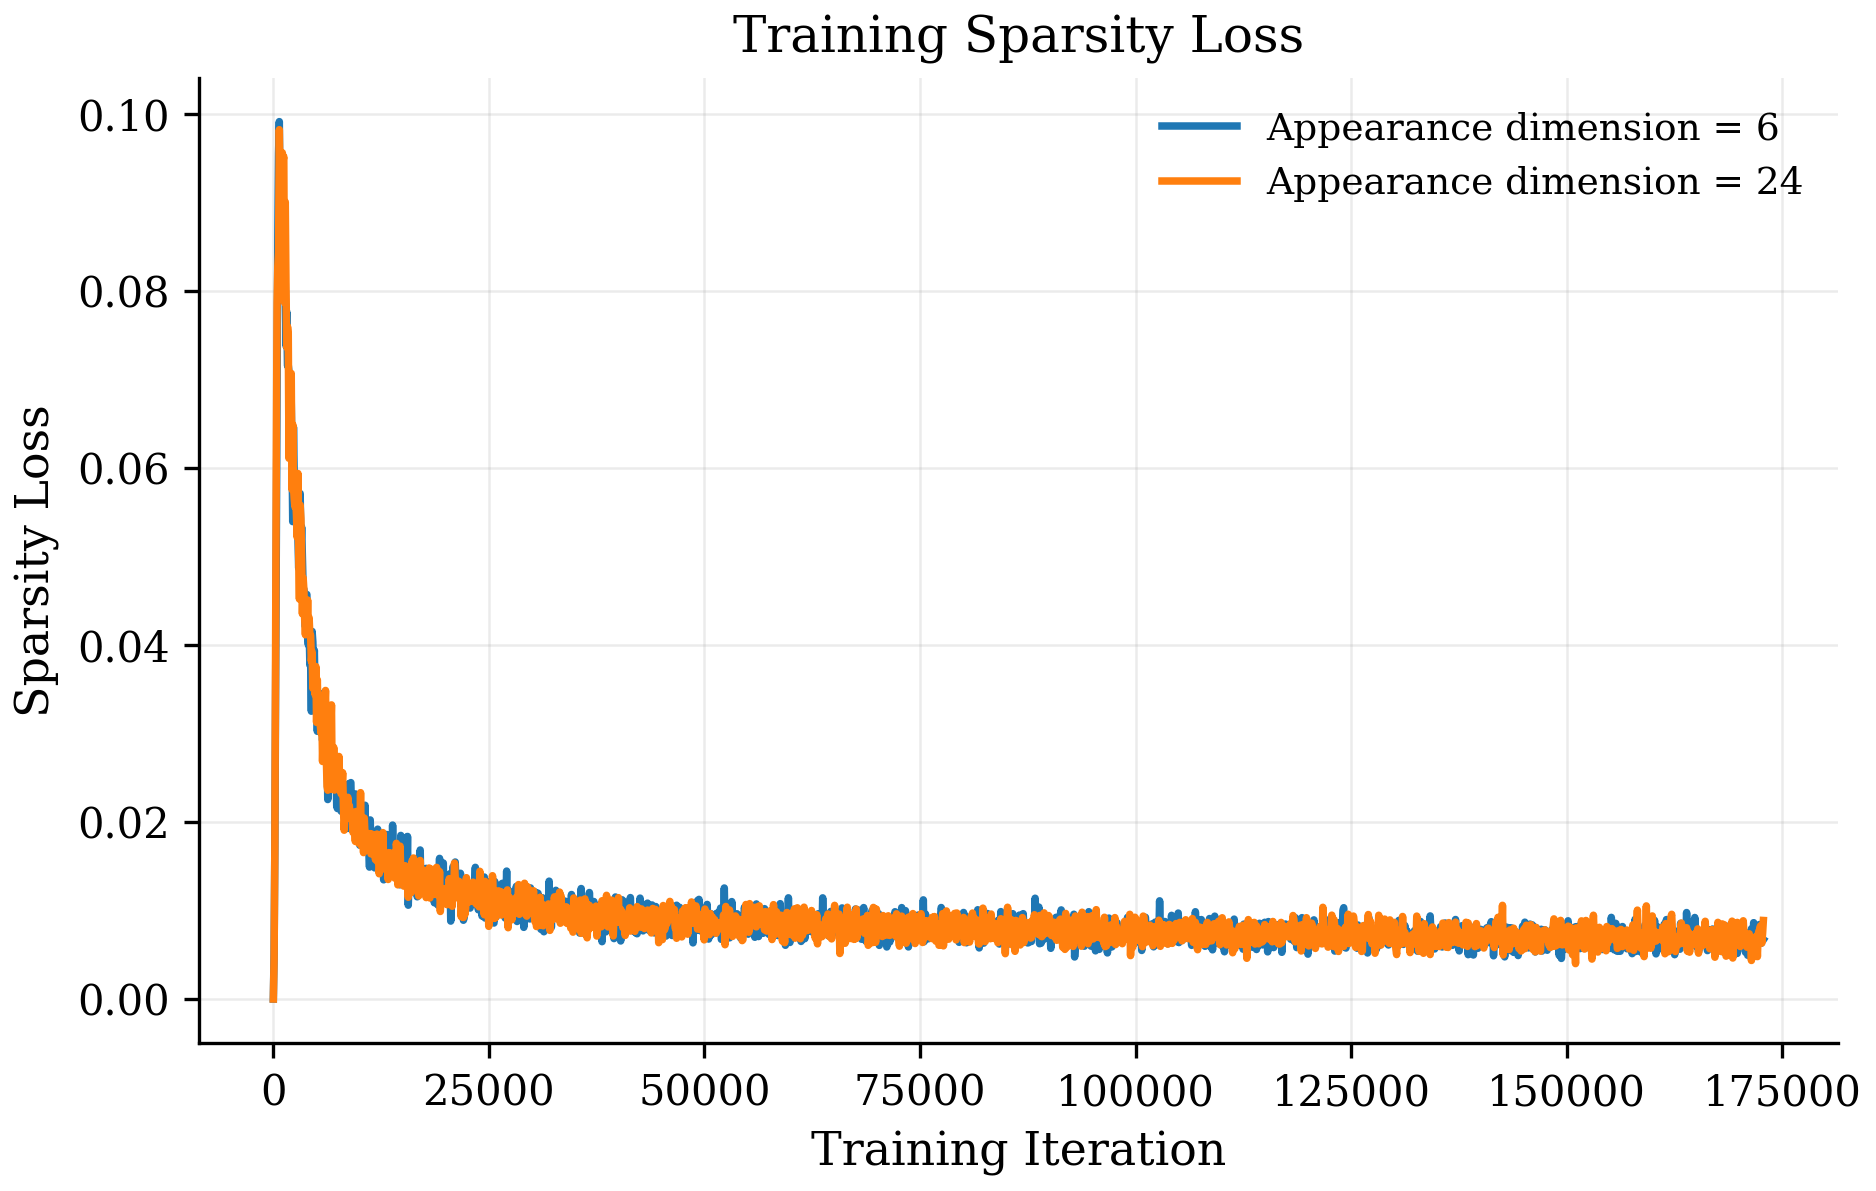 Training Sparsity Loss
Appearance dimension = 6
Appearance dimension = 24
Sparsity Loss
0.10
0.08
0.06
0.04
0.02
0.00
0 25000 50000 75000 100000 125000 150000 175000
Training Iteration